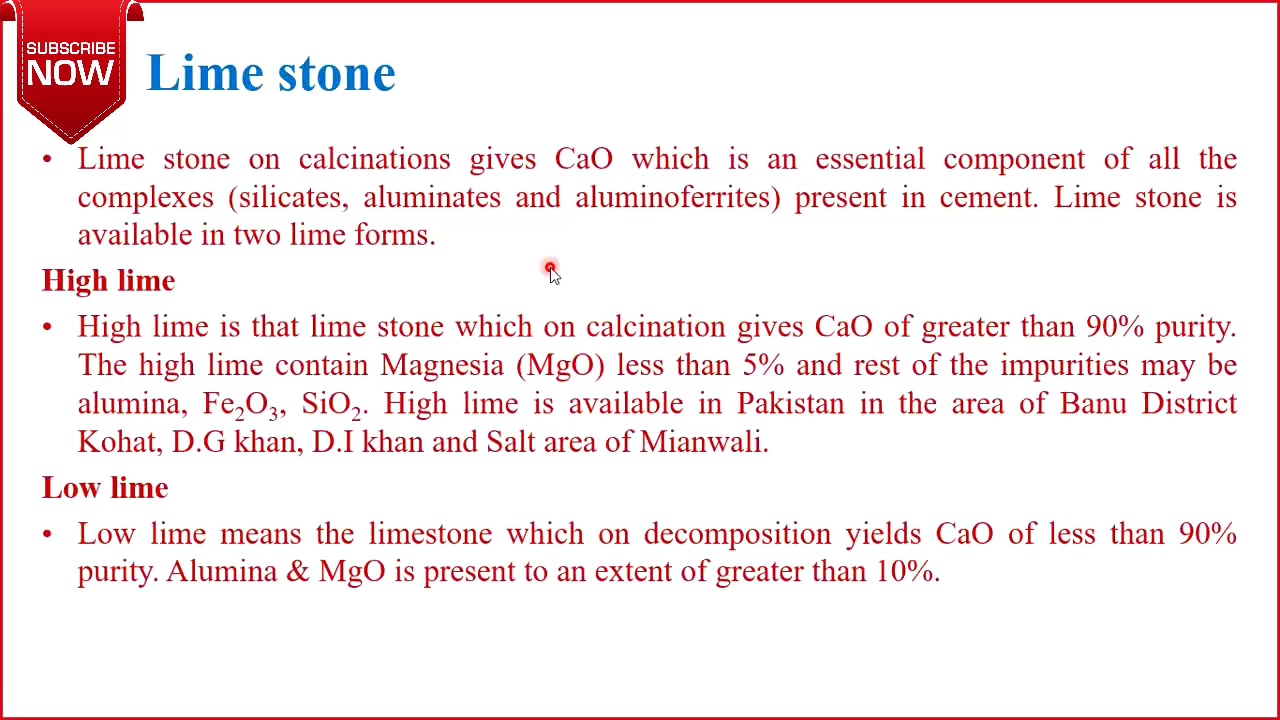 SUBSCRIBE
NOW
Lime stone
• Lime stone on calcinations gives CaO which is an essential component of all the
complexes (silicates, aluminates and aluminoferrites) present in cement. Lime stone is
available in two lime forms.
High lime
• High lime is that lime stone which on calcination gives CaO of greater than 90% purity.
The high lime contain Magnesia (MgO) less than 5% and rest of the impurities may be
alumina, Fe₂O₃, SiO₂. High lime is available in Pakistan in the area of Banu District
Kohat, D.G khan, D.I khan and Salt area of Mianwali.
Low lime
• Low lime means the limestone which on decomposition yields CaO of less than 90%
purity. Alumina & MgO is present to an extent of greater than 10%.